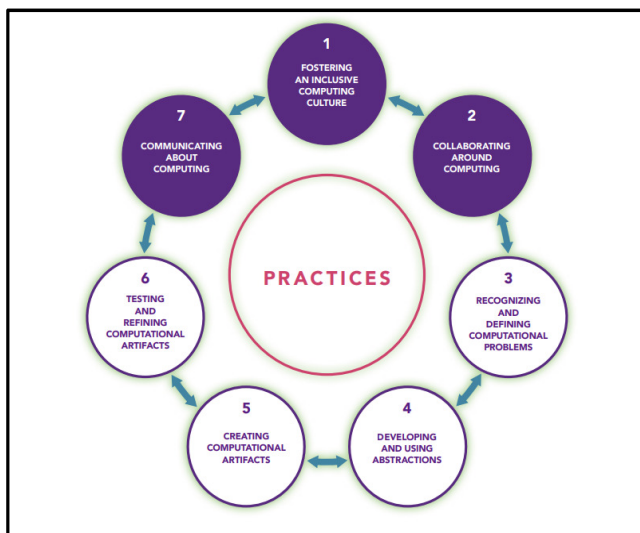 1
FOSTERING
AN INCLUSIVE
COMPUTING
CULTURE
2
COLLABORATING
AROUND
COMPUTING
3
RECOGNIZING
AND
DEFINING
COMPUTATIONAL
PROBLEMS
4
DEVELOPING
AND USING
ABSTRACTIONS
5
CREATING
COMPUTATIONAL
ARTIFACTS
6
TESTING
AND
REFINING
COMPUTATIONAL
ARTIFACTS
7
COMMUNICATING
ABOUT
COMPUTING
PRACTICES